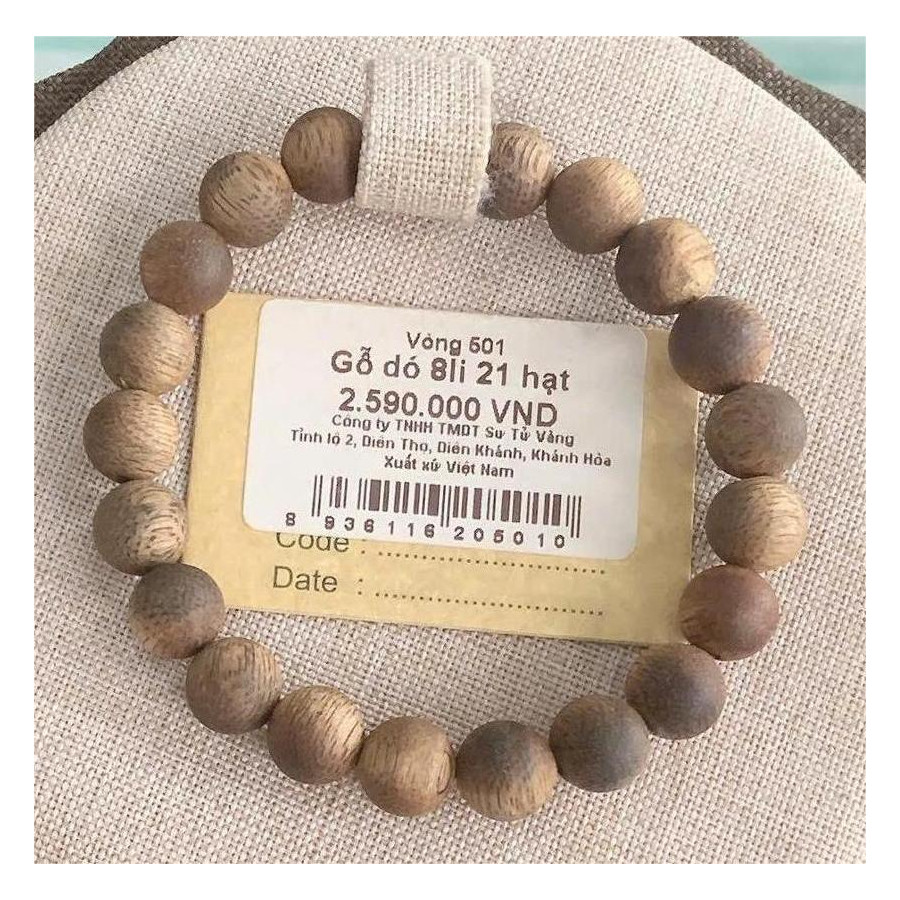 Vòng 501
Gỗ dó 8li 21 hạt
2.590.000 VND
Công ty TNHH TMDT Sư Tử Vàng
Tỉnh lộ 2, Diên Thọ, Diên Khánh, Khánh Hòa
Xuất xứ Việt Nam
8 936116 205010
Code : ........................
Date : ........................